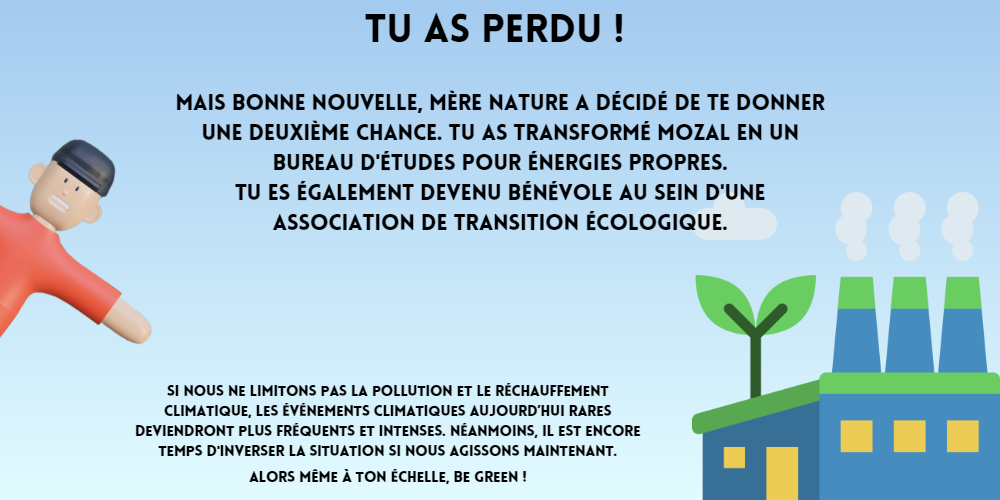 TU AS PERDU !
MAIS BONNE NOUVELLE, MÈRE NATURE A DÉCIDÉ DE TE DONNER
UNE DEUXIÈME CHANCE. TU AS TRANSFORMÉ MOZAL EN UN
BUREAU D'ÉTUDES POUR ÉNERGIES PROPRES.
TU ES ÉGALEMENT DEVENU BÉNÉVOLE AU SEIN D'UNE
ASSOCIATION DE TRANSITION ÉCOLOGIQUE.
SI NOUS NE LIMITONS PAS LA POLLUTION ET LE RÉCHAUFFEMENT
CLIMATIQUE, LES ÉVÉNEMENTS CLIMATIQUES AUJOURD'HUI RARES
DEVIENDRONT PLUS FRÉQUENTS ET INTENSES. NÉANMOINS, IL EST ENCORE
TEMPS D'INVERSER LA SITUATION SI NOUS AGISSONS MAINTENANT.
ALORS MÊME À TON ÉCHELLE, BE GREEN !